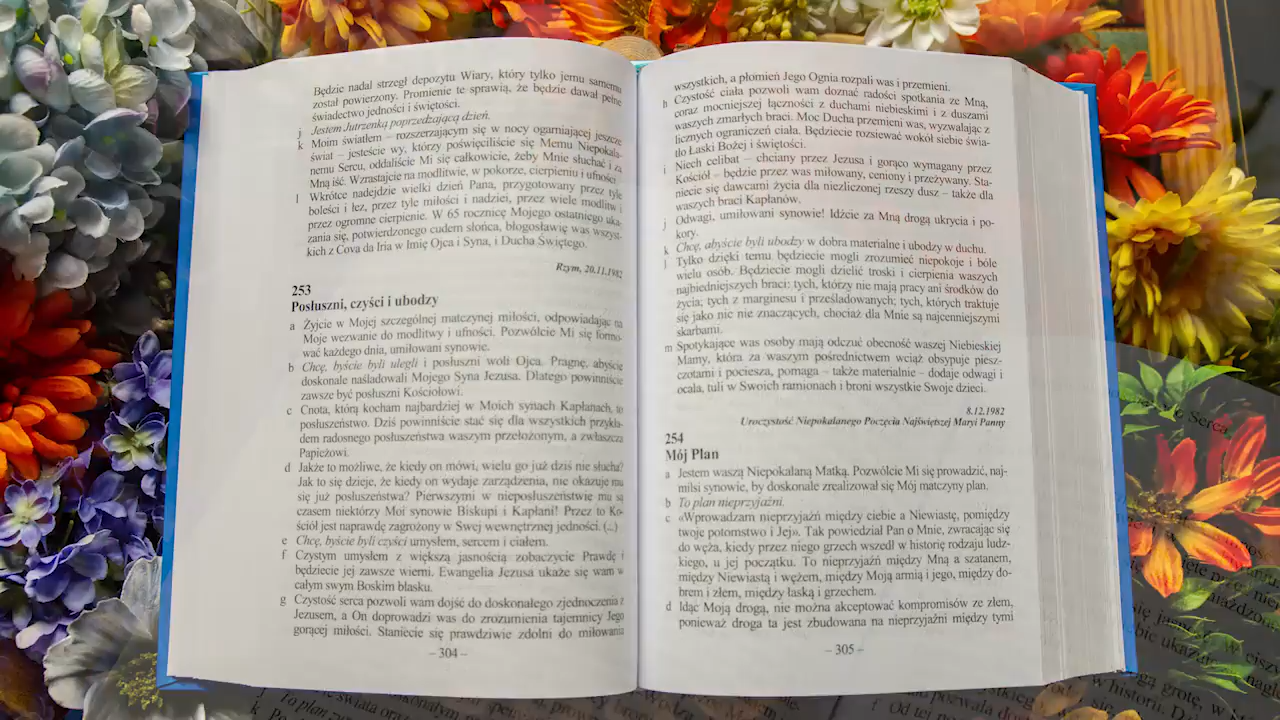 Będzie nadal strzegł depozytu Wiary, który tylko jemu samemu
został powierzony. Promienie te sprawią, że będzie dawał pełne
świadectwo jedności i świętości.
j Jestem Jutrzenką poprzedzającą dzień.
k Moim światłem – rozszerzającym się w nocy ogarniającej jeszcze
świat – jesteście wy, którzy poświęciliście się Memu Niepokala-
nemu Sercu, oddaliście Mi się całkowicie, żeby Mnie słuchać i za
Mną iść. Wzrastajcie na modlitwie, w pokorze, cierpieniu i ufności.
l Wkrótce nadejdzie wielki dzień Pana, przygotowany przez tyle
boleści i łez, przez tyle miłości i nadziei, przez wiele modlitw i
przez ogromne cierpienie. W 65 rocznicę Mojego ostatniego uka-
zania się, potwierdzonego cudem słońca, błogosławię was wszyst-
kich z Cova da Iria w Imię Ojca i Syna, i Ducha Świętego.
Rzym, 20.11.1982
253
Posłuszni, czyści i ubodzy
a Żyjcie w Mojej szczególnej matczynej miłości, odpowiadając na
Moje wezwanie do modlitwy i ufności. Pozwólcie Mi się formo-
wać każdego dnia, umiłowani synowie.
b Chcę, byście byli ulegli i posłuszni woli Ojca. Pragnę, abyście
doskonale naśladowali Mojego Syna Jezusa. Dlatego powinniście
zawsze być posłuszni Kościołowi.
c Cnota, którą kocham najbardziej w Moich synach Kapłanach, to
posłuszeństwo. Dziś powinniście stać się dla wszystkich przykła-
dem radosnego posłuszeństwa waszym przełożonym, a zwłaszcza
Papieżowi.
d Jakże to możliwe, że kiedy on mówi, wielu go już dziś nie słucha?
Jak to się dzieje, że kiedy on wydaje zarządzenia, nie okazuje mu
się już posłuszeństwa? Pierwszymi w nieposłuszeństwie mu są
czasem niektórzy Moi synowie Biskupi i Kapłani! Przez to Ko-
ściół jest naprawdę zagrożony w Swej wewnętrznej jedności. (...)
e Chcę, byście byli czyści umysłem, sercem i ciałem.
f Czystym umysłem z większą jasnością zobaczycie Prawdę i
będziecie jej zawsze wierni. Ewangelia Jezusa ukaże się wam w
całym swym Boskim blasku.
g Czystość serca pozwoli wam dojść do doskonałego zjednoczenia z
Jezusem, a On doprowadzi was do zrozumienia tajemnicy Jego
gorącej miłości. Staniecie się prawdziwie zdolni do miłowania
– 304 –
wszystkich, a płomień Jego Ognia rozpali was i przemieni.
h Czystość ciała pozwoli wam doznać radości spotkania ze Mną,
coraz mocniejszej łączności z duchami niebieskimi i z duszami
waszych zmarłych braci. Moc Ducha przemieni was, wyzwalając z
licznych ograniczeń ciała. Będziecie rozsiewać wokół siebie świa-
tło Łaski Bożej i świętości.
i Niech celibat – chciany przez Jezusa i gorąco wymagany przez
Kościół – będzie przez was miłowany, ceniony i przeżywany. Sta-
niecie się dawcami życia dla niezliczonej rzeszy dusz – także dla
waszych braci Kapłanów.
j Odwagi, umiłowani synowie! Idźcie za Mną drogą ukrycia i po-
kory.
k Chcę, abyście byli ubodzy w dobra materialne i ubodzy w duchu.
l Tylko dzięki temu będziecie mogli zrozumieć niepokoje i bóle
wielu osób. Będziecie mogli dzielić troski i cierpienia waszych
najbiedniejszych braci: tych, którzy nie mają pracy ani środków do
życia; tych z marginesu i prześladowanych; tych, których traktuje
się jako nic nie znaczących, chociaż dla Mnie są najcenniejszymi
skarbami.
m Spotykające was osoby mają odczuć obecność waszej Niebieskiej
Mamy, która za waszym pośrednictwem wciąż obsypuje piesz-
czotami i pociesza, pomaga – także materialnie – dodaje odwagi i
ocala, tuli w Swoich ramionach i broni wszystkie Swoje dzieci.
8.12.1982
Uroczystość Niepokalanego Poczęcia Najświętszej Maryi Panny
254
Mój Plan
a Jestem waszą Niepokalaną Matką. Pozwólcie Mi się prowadzić, naj-
milsi synowie, by doskonale zrealizował się Mój matczyny plan.
b To plan nieprzyjaźni.
c «Wprowadzam nieprzyjaźń między ciebie a Niewiastę, pomiędzy
twoje potomstwo i Jej». Tak powiedział Pan o Mnie, zwracając się
do węża, kiedy przez niego grzech wszedł w historię rodzaju ludz-
kiego, u jej początku. To nieprzyjaźń między Mną a szatanem,
między Niewiastą i wężem, między Moją armią i jego, między do-
brem i złem, między łaską i grzechem.
d Idąc Moją drogą, nie można akceptować kompromisów ze złem,
ponieważ droga ta jest zbudowana na nieprzyjaźni między tymi
– 305 –